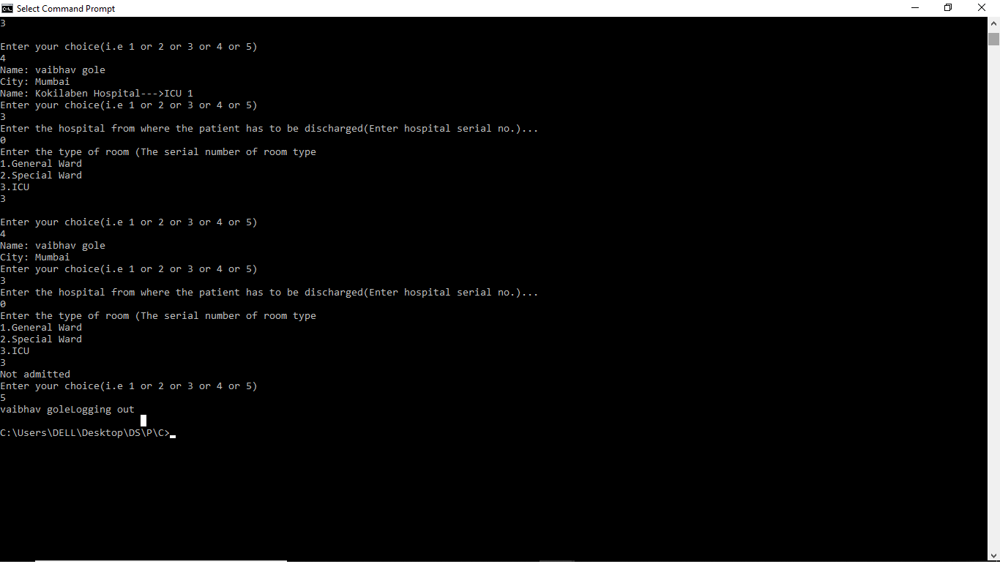 Select Command Prompt
3
Enter your choice(i.e 1 or 2 or 3 or 4 or 5)
4
Name: vaibhav gole
City: Mumbai
Name: Kokilaben Hospital--->ICU 1
Enter your choice(i.e 1 or 2 or 3 or 4 or 5)
3
Enter the hospital from where the patient has to be discharged(Enter hospital serial no.)...
0
Enter the type of room (The serial number of room type
1.General Ward
2.Special Ward
3.ICU
3
Enter your choice(i.e 1 or 2 or 3 or 4 or 5)
4
Name: vaibhav gole
City: Mumbai
Enter your choice(i.e 1 or 2 or 3 or 4 or 5)
3
Enter the hospital from where the patient has to be discharged(Enter hospital serial no.)...
0
Enter the type of room (The serial number of room type
1.General Ward
2.Special Ward
3.ICU
3
Not admitted
Enter your choice(i.e 1 or 2 or 3 or 4 or 5)
5
vaibhav goleLogging out
C:\Users\DELL\Desktop\DS\P\C>